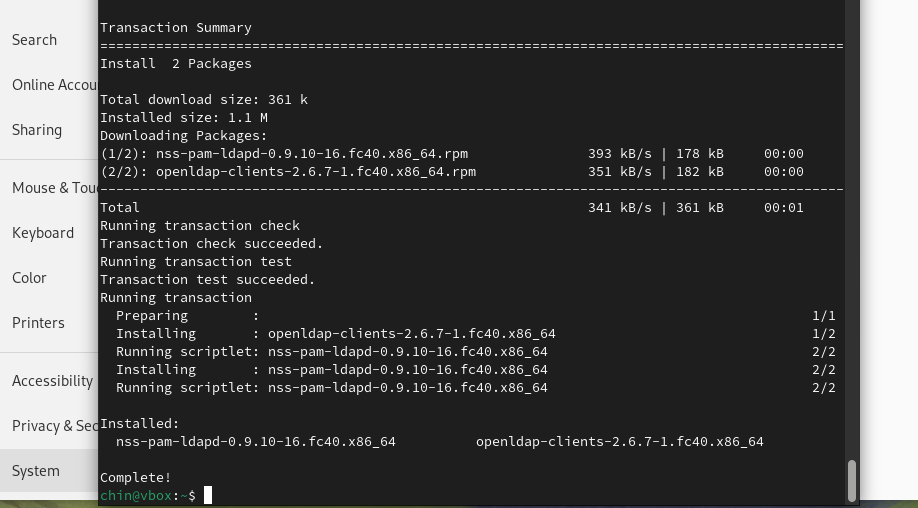 Search
Online Accou
Sharing
Mouse & Tou
Keyboard
Color
Printers
Accessibility
Privacy & Sec
System
Transaction Summary
=============================================================================================
Install  2 Packages
Total download size: 361 k
Installed size: 1.1 M
Downloading Packages:
(1/2): nss-pam-ldapd-0.9.10-16.fc40.x86_64.rpm               393 kB/s | 178 kB     00:00
(2/2): openldap-clients-2.6.7-1.fc40.x86_64.rpm              351 kB/s | 182 kB     00:00
---------------------------------------------------------------------------------------------
Total                                                        341 kB/s | 361 kB     00:01
Running transaction check
Transaction check succeeded.
Running transaction test
Transaction test succeeded.
Running transaction
  Preparing        :                                                                     1/1
  Installing       : openldap-clients-2.6.7-1.fc40.x86_64                                1/2
  Running scriptlet: nss-pam-ldapd-0.9.10-16.fc40.x86_64                                 2/2
  Installing       : nss-pam-ldapd-0.9.10-16.fc40.x86_64                                 2/2
  Running scriptlet: nss-pam-ldapd-0.9.10-16.fc40.x86_64                                 2/2
Installed:
  nss-pam-ldapd-0.9.10-16.fc40.x86_64          openldap-clients-2.6.7-1.fc40.x86_64
Complete!
chin@vbox:~$